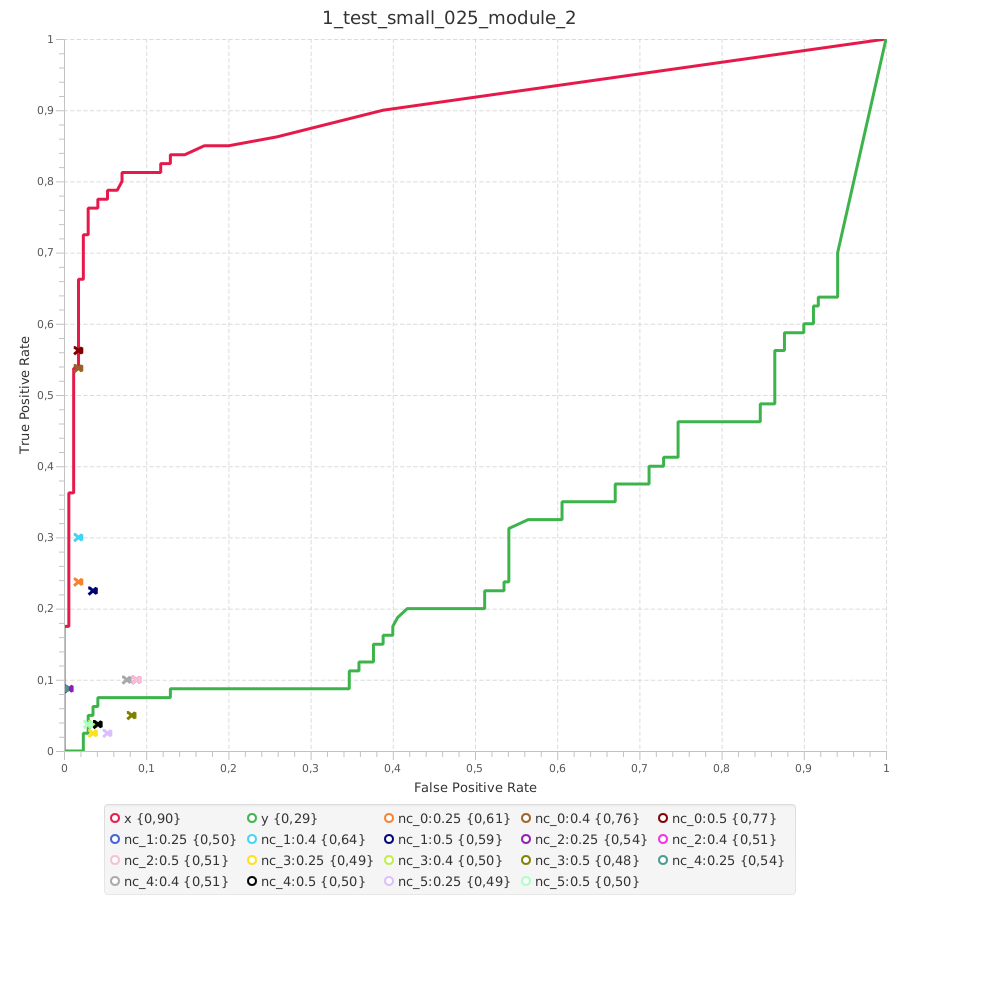 1_test_small_025_module_2
1
0,9
0,8
0,7
0,6
0,5
0,4
0,3
0,2
0,1
0
True Positive Rate
0 0,1 0,2 0,3 0,4 0,5 0,6 0,7 0,8 0,9 1
False Positive Rate
x {0,90} y {0,29} nc_0:0.25 {0,61} nc_0:0.4 {0,76} nc_0:0.5 {0,77}
nc_1:0.25 {0,50} nc_1:0.4 {0,64} nc_1:0.5 {0,59} nc_2:0.25 {0,54} nc_2:0.4 {0,51}
nc_2:0.5 {0,51} nc_3:0.25 {0,49} nc_3:0.4 {0,50} nc_3:0.5 {0,48} nc_4:0.25 {0,54}
nc_4:0.4 {0,51} nc_4:0.5 {0,50} nc_5:0.25 {0,49} nc_5:0.5 {0,50}